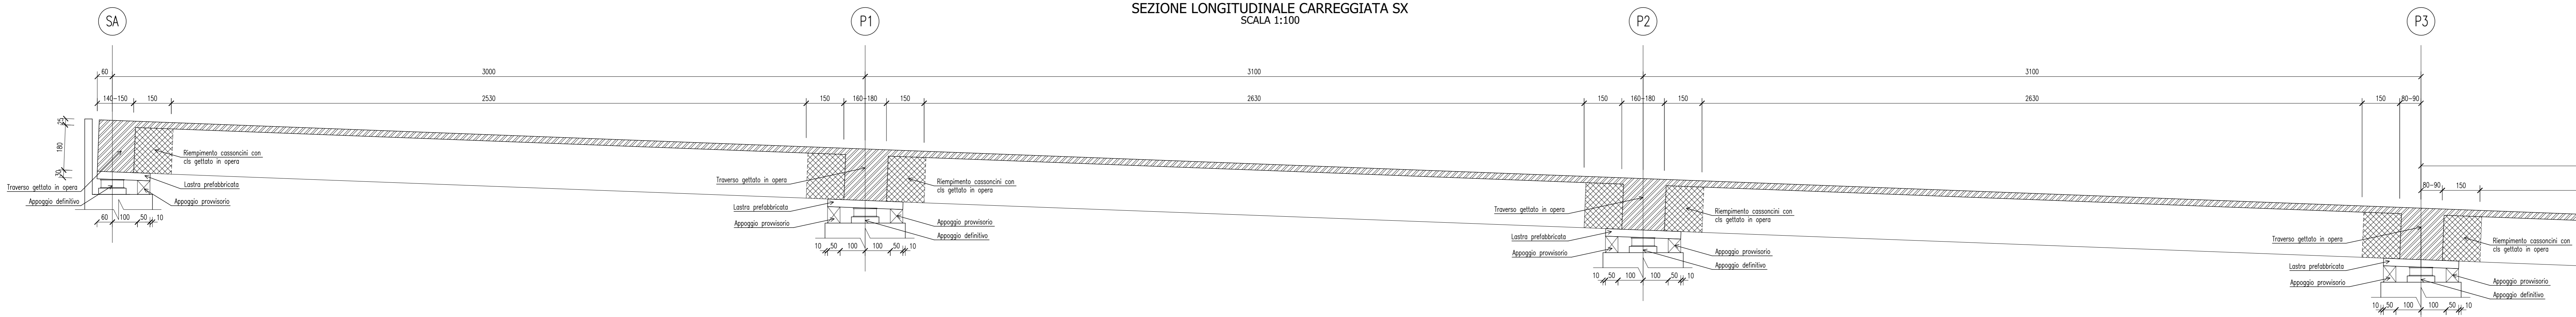 SEZIONE LONGITUDINALE CARREGGIATA SX
SCALA 1:100
SA
P1
P2
P3
60
3000
3100
3100
140-150
150
2530
150
160-180
150
2630
150
160-180
150
2630
150
80-90
80-90
150
25
180
30
Riempimento cassoncini con
cls gettato in opera
Traverso gettato in opera
Lastra prefabbricata
Appoggio definitivo
Appoggio provvisorio
60
100
50
10
Traverso gettato in opera
Riempimento cassoncini con
cls gettato in opera
Lastra prefabbricata
Appoggio provvisorio
Appoggio provvisorio
Appoggio definitivo
10
50
100
100
50
10
Traverso gettato in opera
Riempimento cassoncini con
cls gettato in opera
Lastra prefabbricata
Appoggio provvisorio
Appoggio provvisorio
Appoggio definitivo
10
50
100
100
50
10
Traverso gettato in opera
Riempimento cassoncini con
cls gettato in opera
Lastra prefabbricata
Appoggio provvisorio
Appoggio provvisorio
Appoggio definitivo
10
50
100
100
50
10